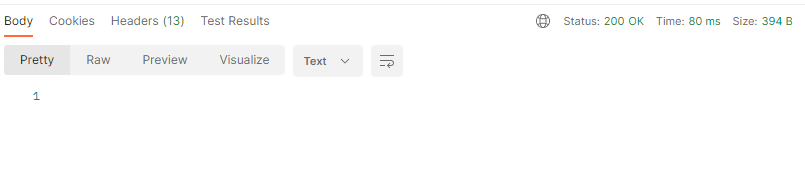 Body Cookies Headers (13) Test Results Status: 200 OK Time: 80 ms Size: 394 B
Pretty Raw Preview Visualize Text
1